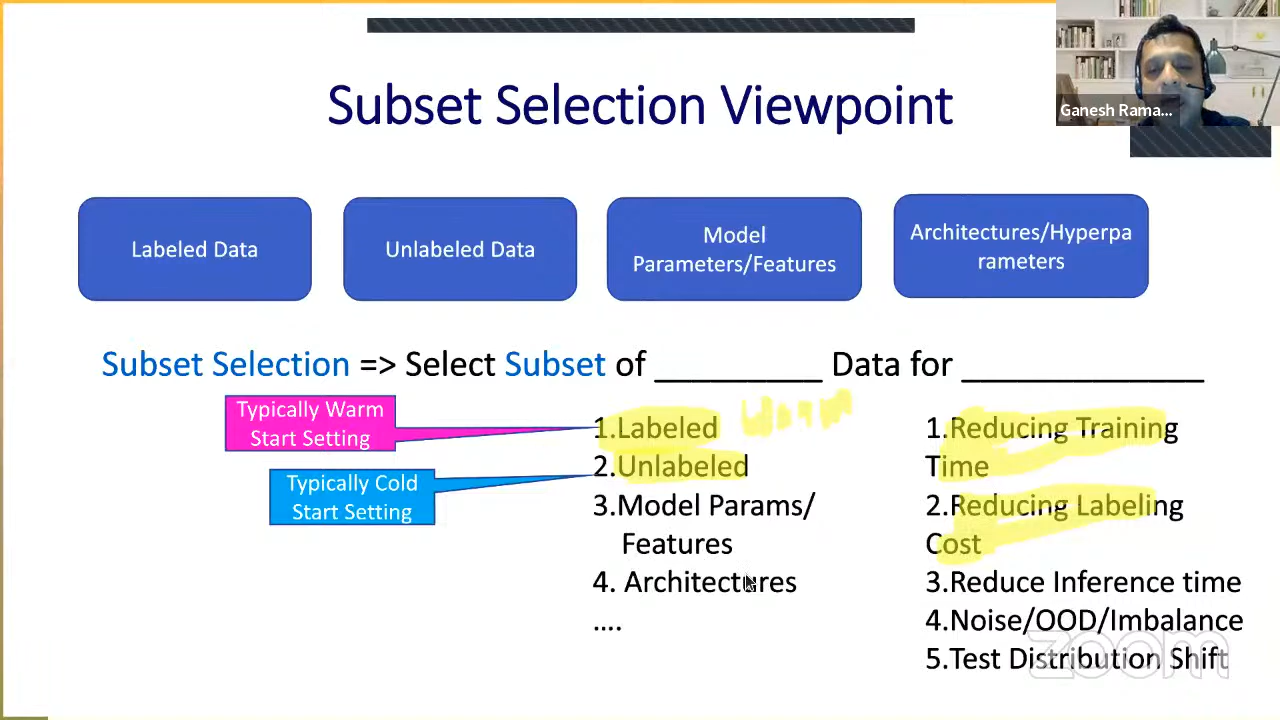 Subset Selection Viewpoint
Ganesh Rama...
Labeled Data
Unlabeled Data
Model
Parameters/Features
Architectures/Hyperpa
rameters
Subset Selection => Select Subset of _________ Data for _____________
Typically Warm
Start Setting
Typically Cold
Start Setting
1.Labeled
2.Unlabeled
3.Model Params/
Features
4. Architectures
....
1.Reducing Training
Time
2.Reducing Labeling
Cost
3.Reduce Inference time
4.Noise/OOD/Imbalance
5.Test Distribution Shift
zoom